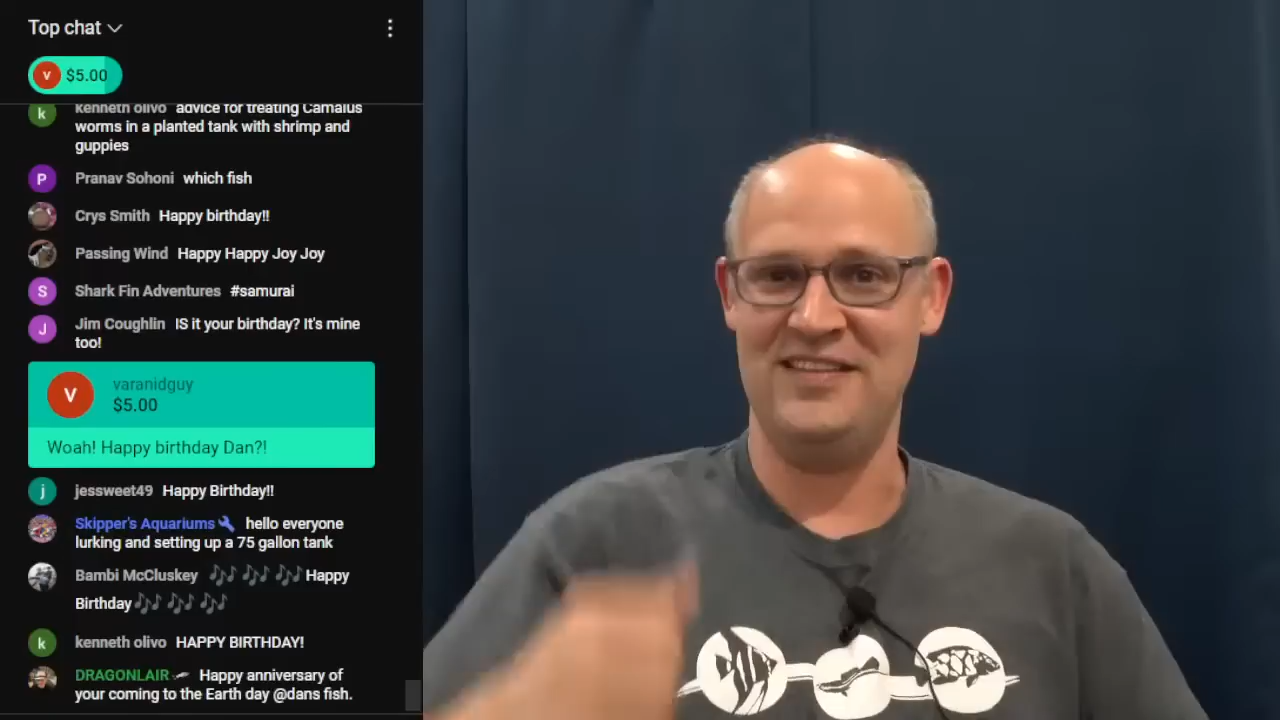 Top chat
V $5.00
k kenneth olivo advice for treating Camalus
worms in a planted tank with shrimp and
guppies
P Pranav Sohoni which fish
Crys Smith Happy birthday!!
Passing Wind Happy Happy Joy Joy
S Shark Fin Adventures #samurai
J Jim Coughlin IS it your birthday? It's mine
too!
V varanidguy
$5.00
Woah! Happy birthday Dan?!
j jessweet49 Happy Birthday!!
Skipper's Aquariums🔧 hello everyone
lurking and setting up a 75 gallon tank
Bambi McCluskey 🎶 🎶 🎶Happy
Birthday🎶 🎶 🎶
k kenneth olivo HAPPY BIRTHDAY!
DRAGONLAIR Happy anniversary of
your coming to the Earth day @dans fish.